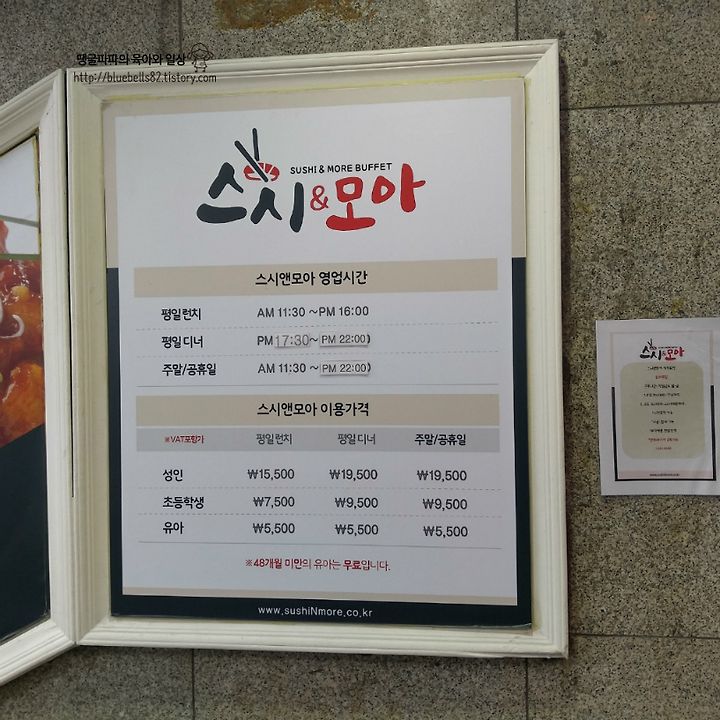 땡굴파파의 육아와 일상
http://bluebells82.tistory.com
SUSHI & MORE BUFFET
스시&모아
스시앤모아 영업시간
평일런치 AM 11:30 ~PM 16:00
평일디너 PM 17:30~ PM 22:00)
주말/공휴일 AM 11:30 ~ PM 22:00)
스시앤모아 이용가격
※VAT포함가 평일런치 평일디너 주말/공휴일
성인 ₩15,500 ₩19,500 ₩19,500
초등학생 ₩7,500 ₩9,500 ₩9,500
유아 ₩5,500 ₩5,500 ₩5,500
※48개월 미만의 유아는 무료입니다.
www.sushiNmore.co.kr
스시&모아